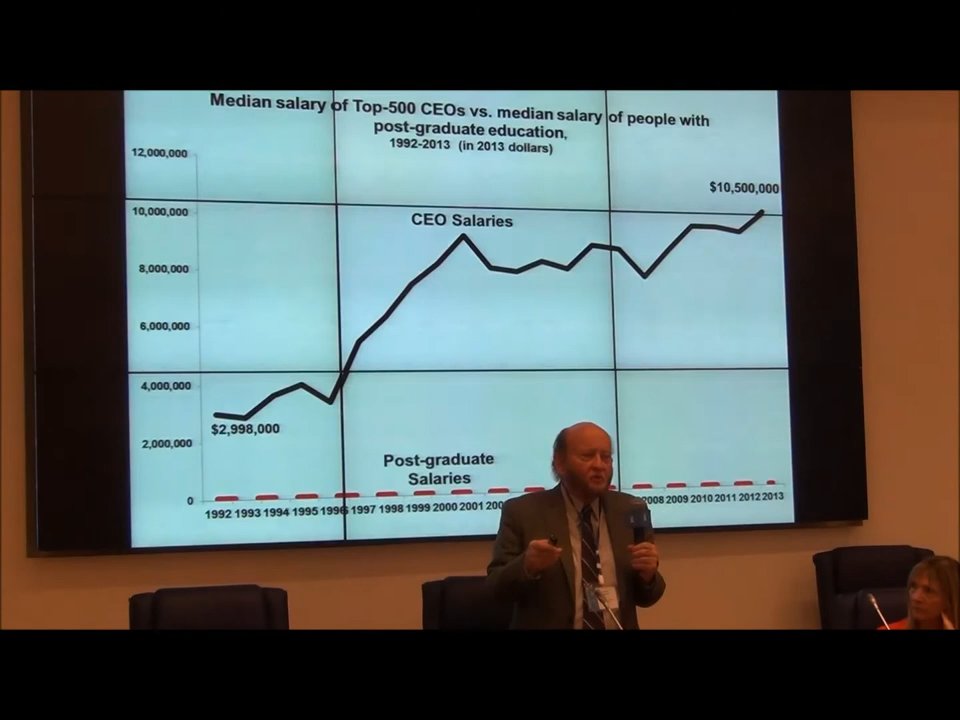 Median salary of Top-500 CEOs vs. median salary of people with
post-graduate education,
1992-2013 (in 2013 dollars)
12,000,000
$10,500,000
10,000,000
CEO Salaries
8,000,000
6,000,000
4,000,000
$2,998,000
2,000,000
Post-graduate
Salaries
0
1992 1993 1994 1995 1996 1997 1998 1999 2000 2001 2008 2009 2010 2011 2012 2013